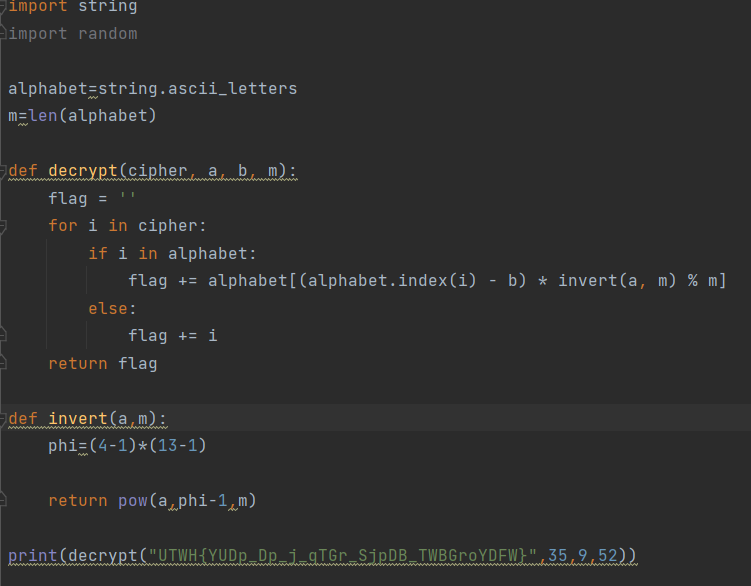 import string
import random
alphabet=string.ascii_letters
m=len(alphabet)
def decrypt(cipher, a, b, m):
    flag = ''
    for i in cipher:
        if i in alphabet:
            flag += alphabet[(alphabet.index(i) - b) * invert(a, m) % m]
        else:
            flag += i
    return flag
def invert(a,m):
    phi=(4-1)*(13-1)
    return pow(a,phi-1,m)
print(decrypt("UTWH{YUDp_Dp_j_qTGr_SjpDB_TWBGroYDFW}",35,9,52))